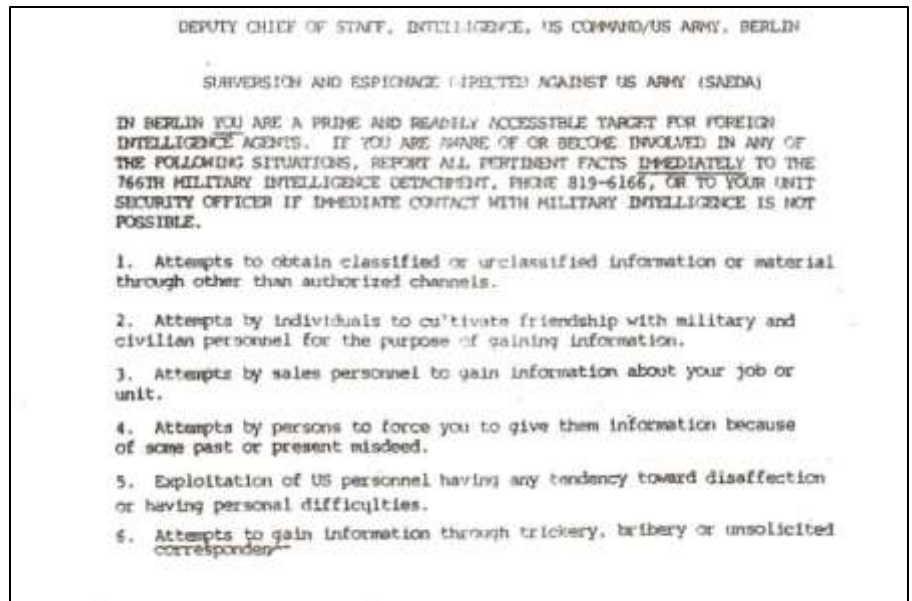 DEPUTY CHIEF OF STAFF, INTELLIGENCE, US COMMAND/US ARMY, BERLIN
SUBVERSION AND ESPIONAGE DIRECTED AGAINST US ARMY (SAEDA)
IN BERLIN YOU ARE A PRIME AND READILY ACCESSIBLE TARGET FOR FOREIGN
INTELLIGENCE AGENTS. IF YOU ARE AWARE OF OR BECOME INVOLVED IN ANY OF
THE FOLLOWING SITUATIONS, REPORT ALL PERTINENT FACTS IMMEDIATELY TO THE
766TH MILITARY INTELLIGENCE DETACHMENT, PHONE 819-6166, OR TO YOUR UNIT
SECURITY OFFICER IF IMMEDIATE CONTACT WITH MILITARY INTELLIGENCE IS NOT
POSSIBLE.
1. Attempts to obtain classified or unclassified information or material
through other than authorized channels.
2. Attempts by individuals to cultivate friendship with military and
civilian personnel for the purpose of gaining information.
3. Attempts by sales personnel to gain information about your job or
unit.
4. Attempts by persons to force you to give them information because
of some past or present misdeed.
5. Exploitation of US personnel having any tendency toward disaffection
or having personal difficulties.
6. Attempts to gain information through trickery, bribery or unsolicited
corresponden